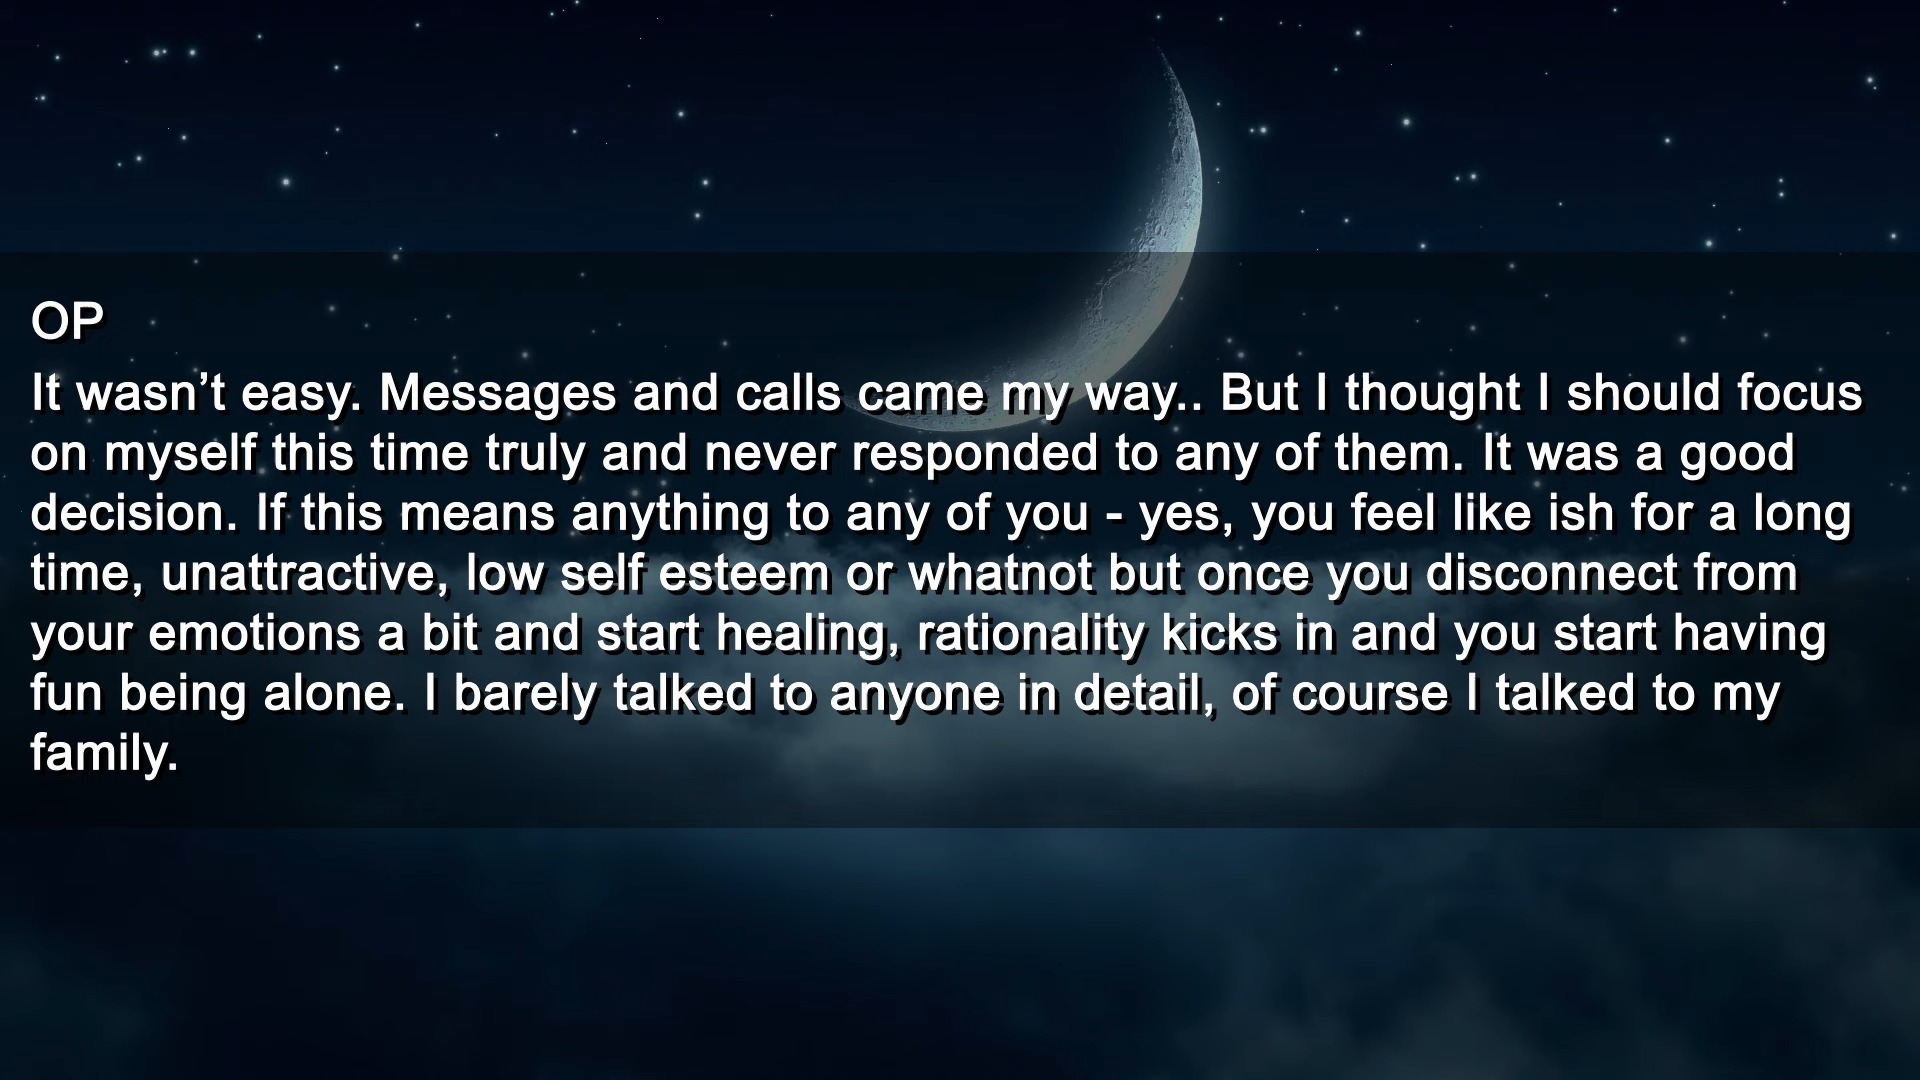 OP
It wasn’t easy. Messages and calls came my way.. But I thought I should focus
on myself this time truly and never responded to any of them. It was a good
decision. If this means anything to any of you - yes, you feel like ish for a long
time, unattractive, low self esteem or whatnot but once you disconnect from
your emotions a bit and start healing, rationality kicks in and you start having
fun being alone. I barely talked to anyone in detail, of course I talked to my
family.